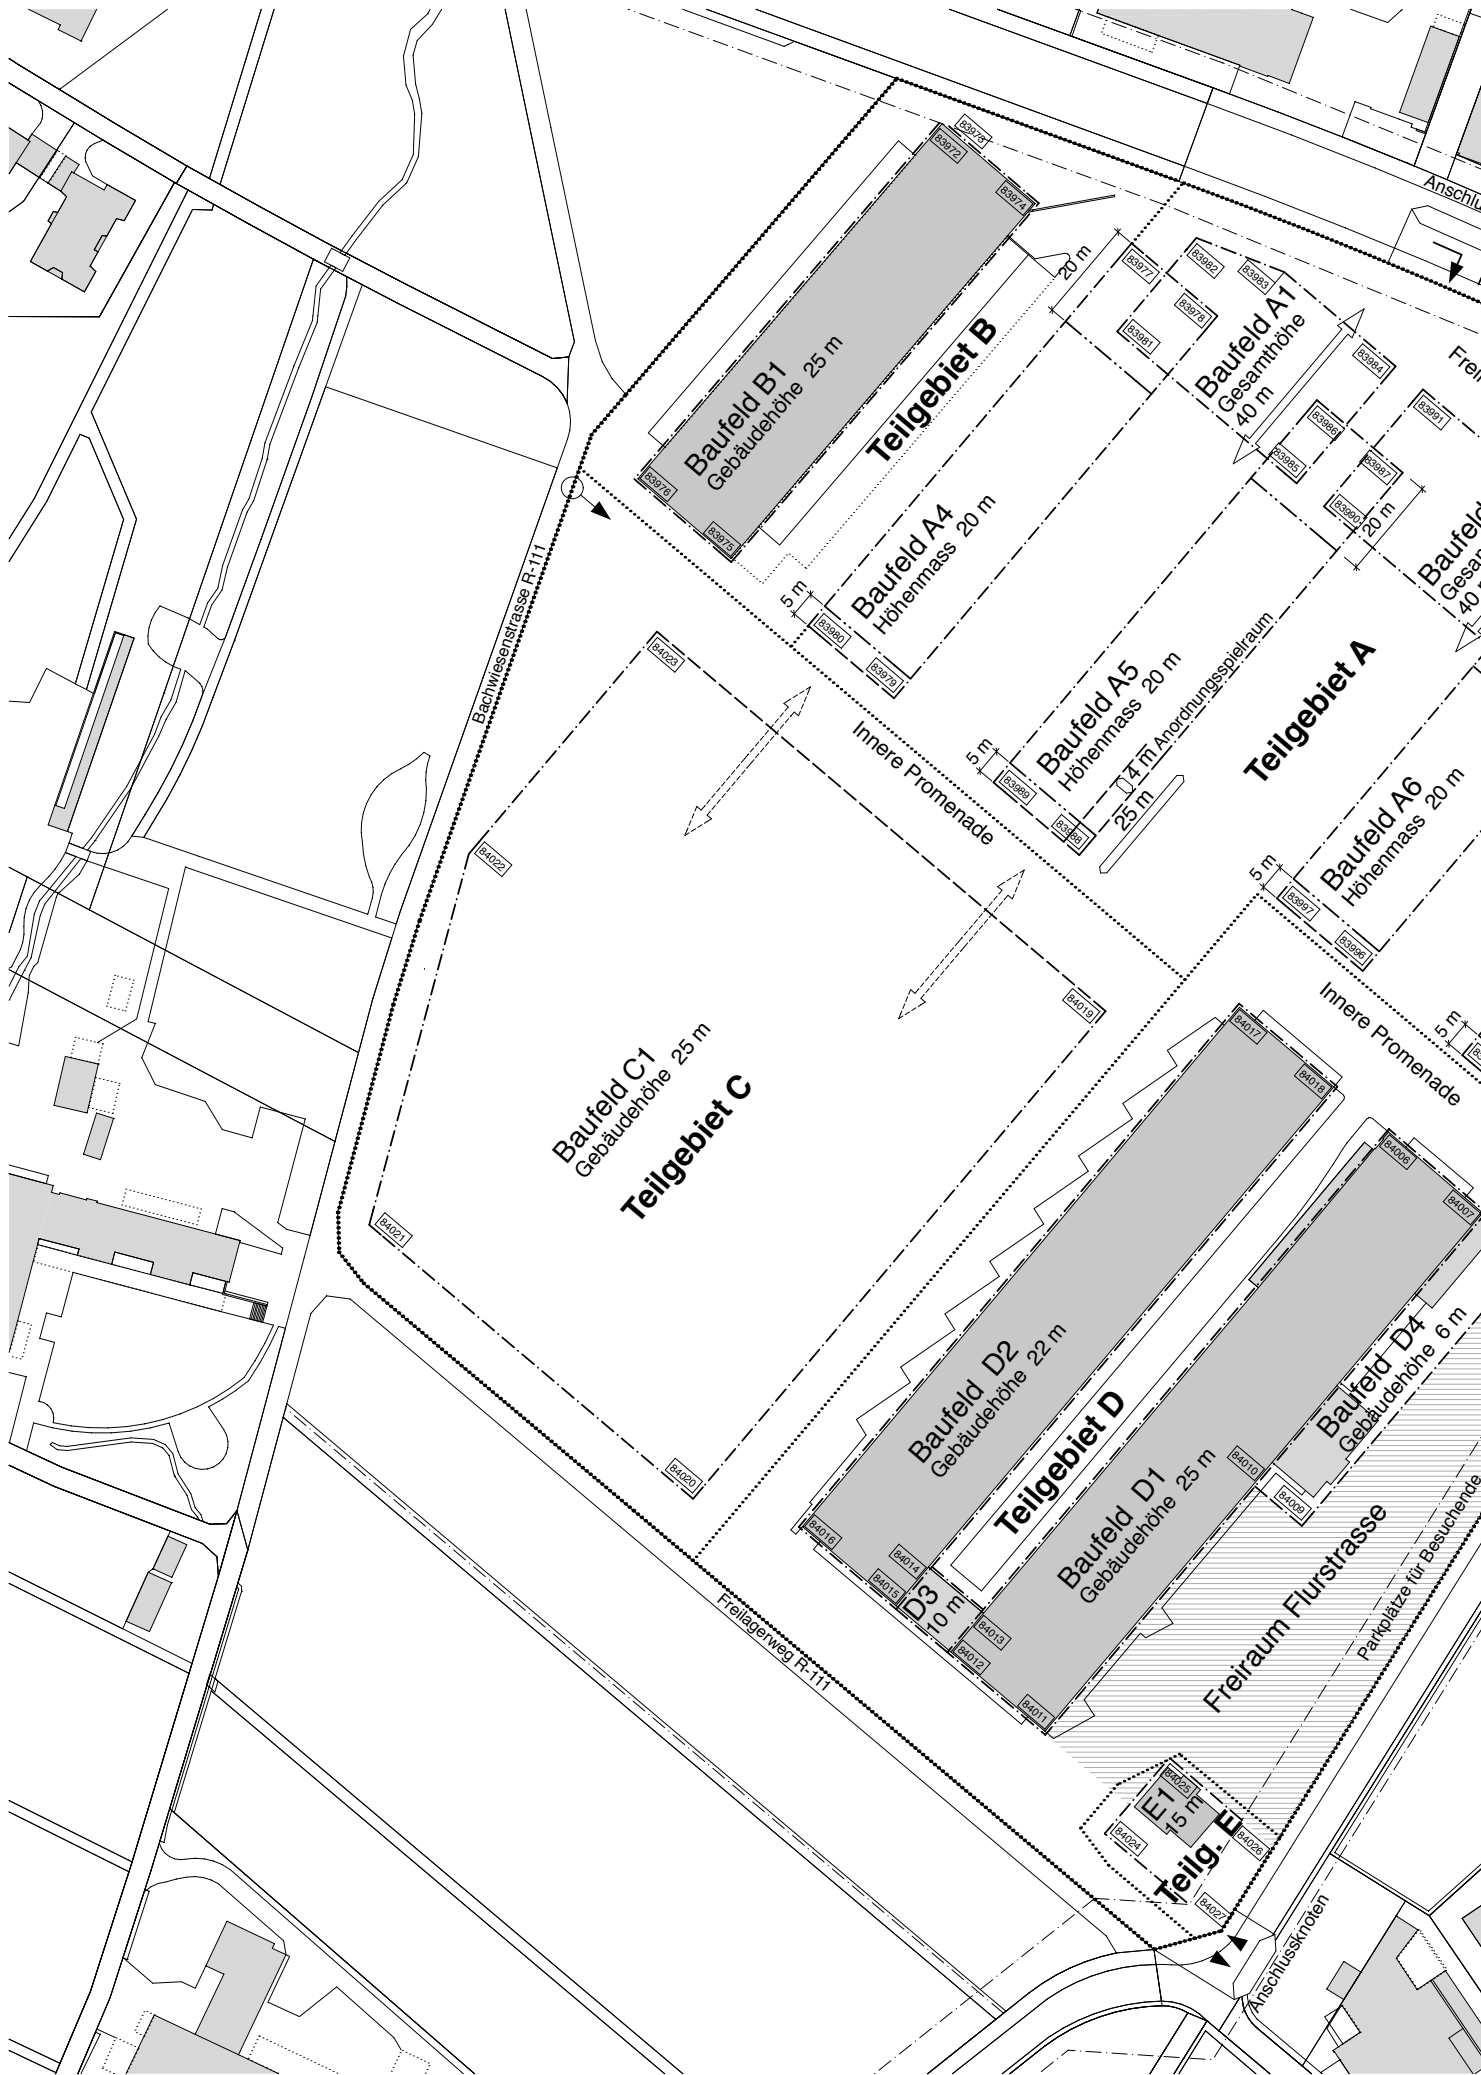 Anschlu
83973
83972
83974
20 m
83977
83982
83983
83978
83981
Baufeld A1
Gesamthöhe
40 m
83984
Frei
83991
83986
83985
83987
83990
20 m
Baufeld B1
Gebäudehöhe 25 m
Teilgebiet B
83976
83975
Baufeld
Gesam
40 m
Baufeld A4
Höhenmass 20 m
5 m
83980
83979
Bachwiesenstrasse R-111
84023
84022
Innere Promenade
Baufeld A5
Höhenmass 20 m
4 m Anordnungsspielraum
25 m
5 m
83989
83988
Teilgebiet A
Baufeld A6
Höhenmass 20 m
5 m
83997
83996
Innere Promenade
5 m
84019
Baufeld C1
Gebäudehöhe 25 m
Teilgebiet C
84021
84020
84017
84018
84006
84007
Baufeld D2
Gebäudehöhe 22 m
Teilgebiet D
Baufeld D1
Gebäudehöhe 25 m
Baufeld D4
Gebäudehöhe 6 m
84010
84009
84016
84014
84015
D3
10 m
84013
84012
84011
Freilagerweg R-111
Freiraum Flurstrasse
Parkplätze für Besuchende
84025
E1
15 m
84024
84026
Teilg. E
84027
Anschlussknoten